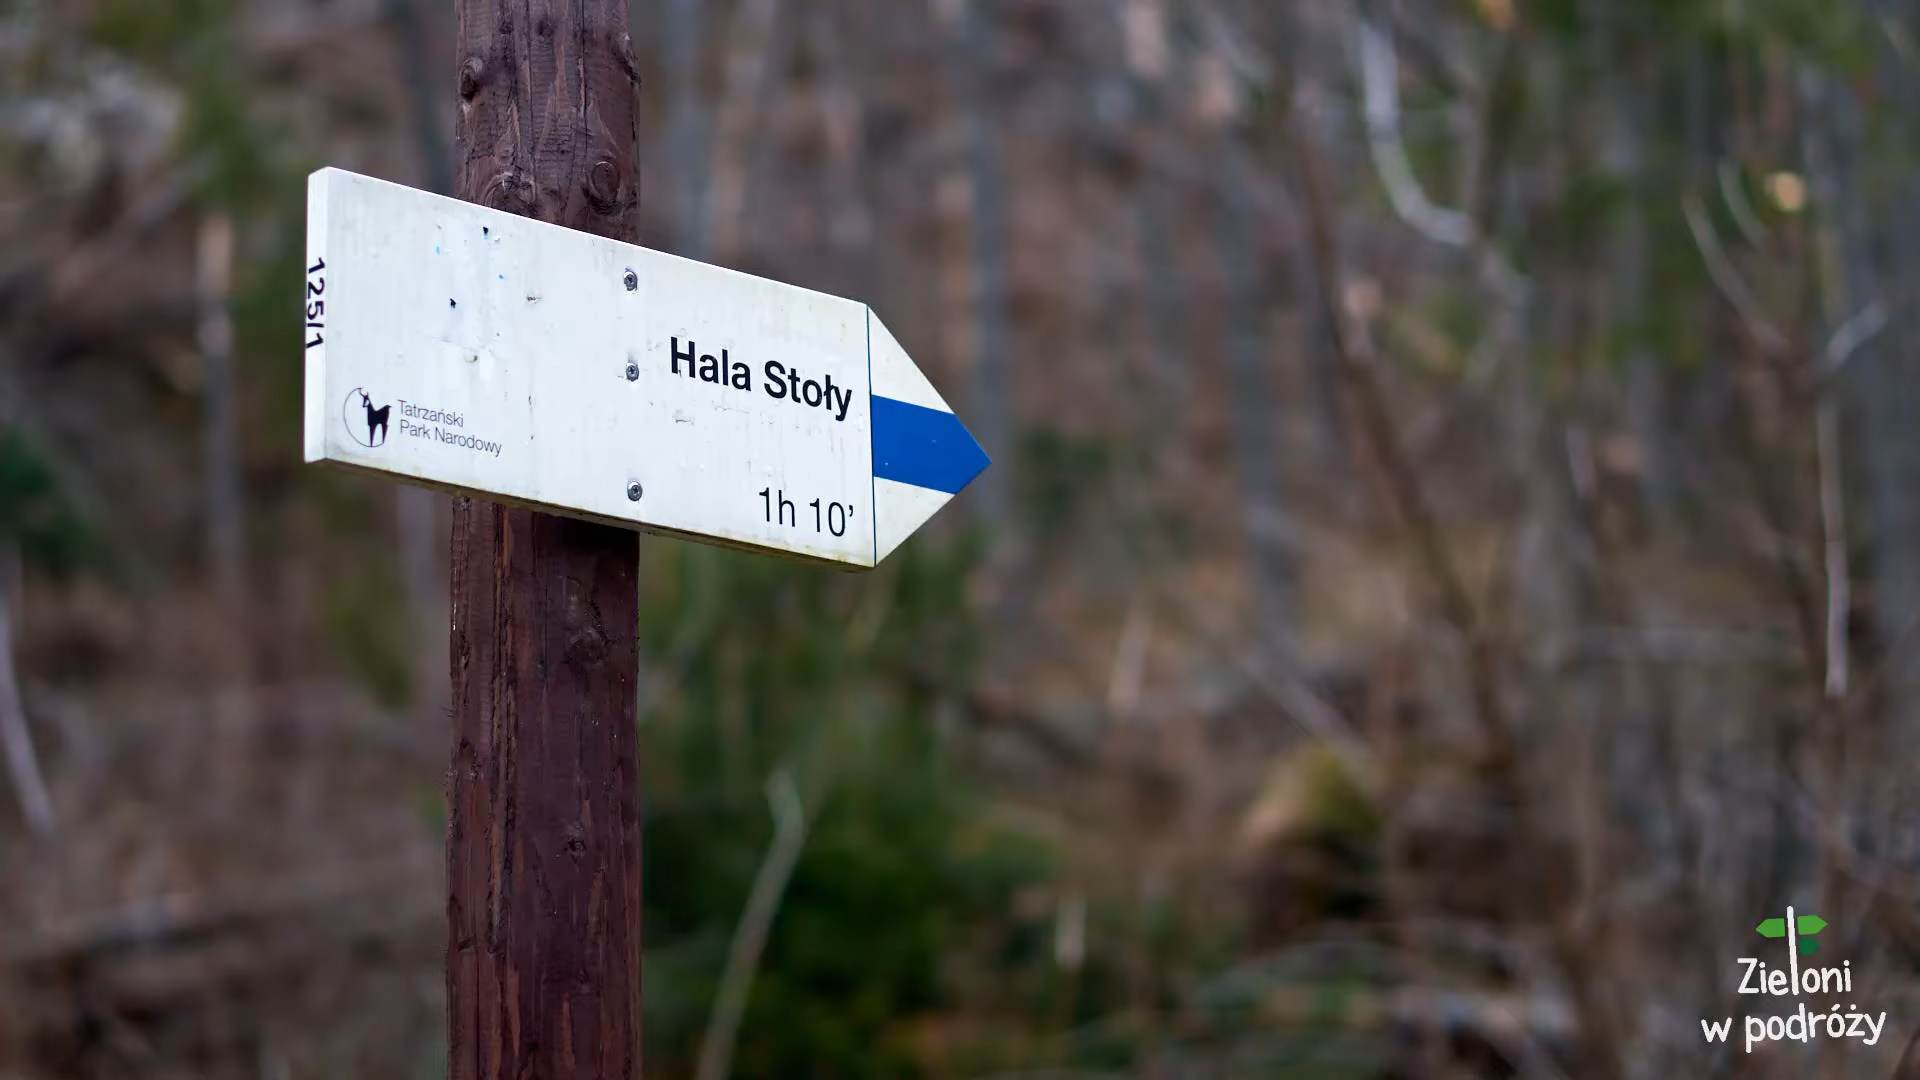 125/1
Hala Stoły
Tatrzański
Park Narodowy
1h 10’
Zieloni
w podróży